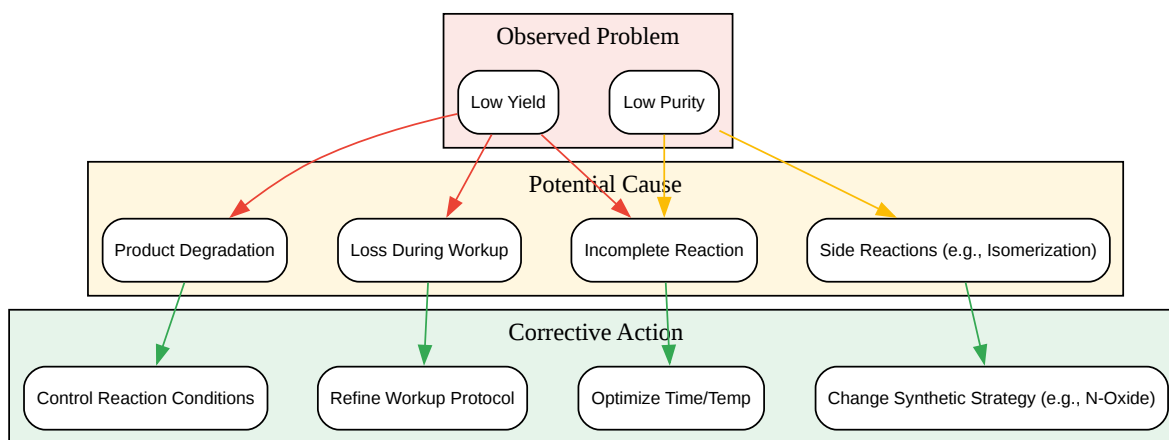 Observed Problem
Low Yield
Low Purity
Potential Cause
Product Degradation
Loss During Workup
Incomplete Reaction
Side Reactions (e.g., Isomerization)
Corrective Action
Control Reaction Conditions
Refine Workup Protocol
Optimize Time/Temp
Change Synthetic Strategy (e.g., N-Oxide)